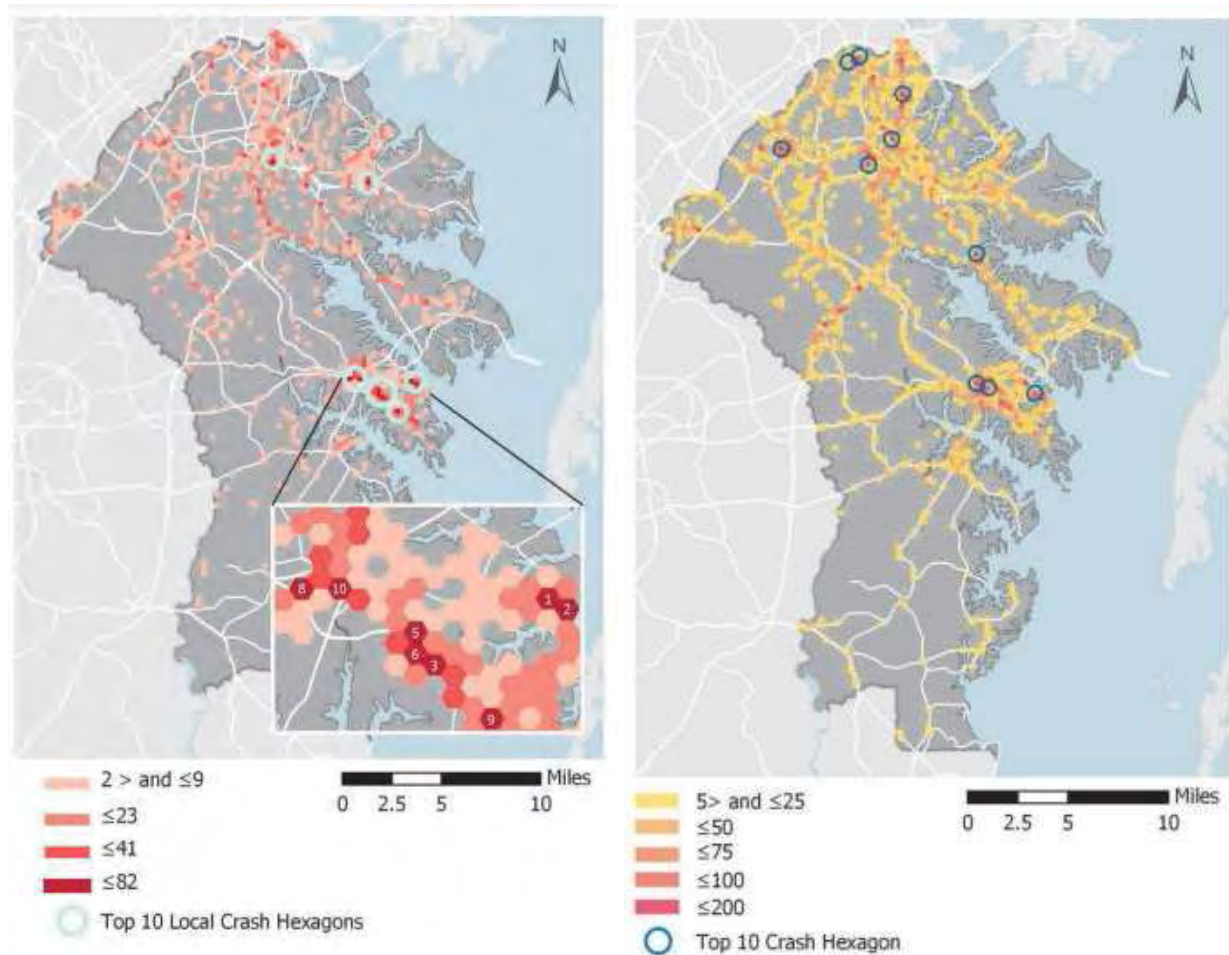 N
8
10
1
2
5
6
3
9
2 > and ≤9
≤23
≤41
≤82
Top 10 Local Crash Hexagons
Miles
0 2.5 5 10
N
5> and ≤25
≤50
≤75
≤100
≤200
Top 10 Crash Hexagon
Miles
0 2.5 5 10